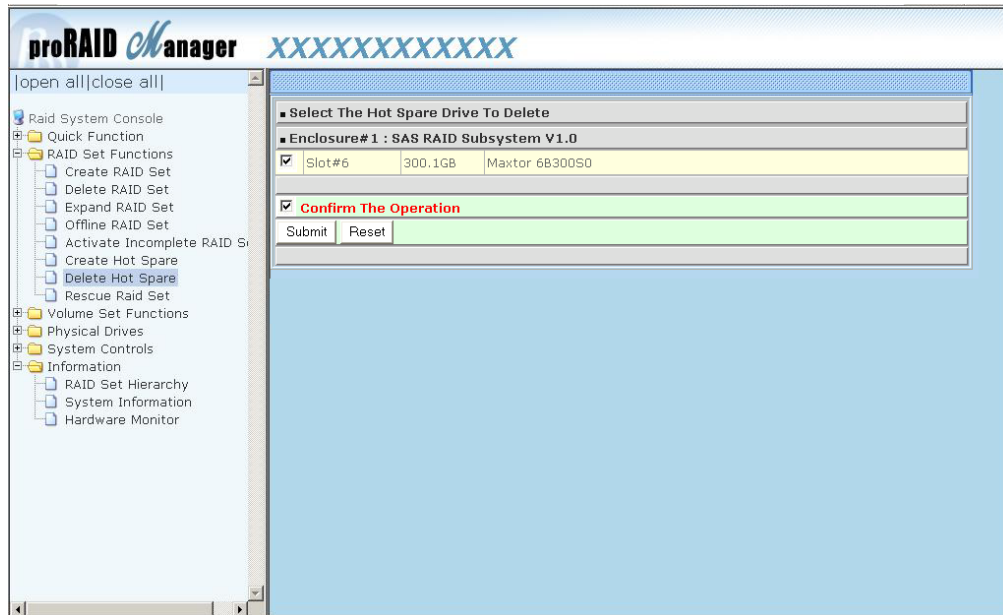 proRAID Manager XXXXXXXXXXXX
|open all|close all|
Raid System Console
Quick Function
RAID Set Functions
Create RAID Set
Delete RAID Set
Expand RAID Set
Offline RAID Set
Activate Incomplete RAID S
Create Hot Spare
Delete Hot Spare
Rescue Raid Set
Volume Set Functions
Physical Drives
System Controls
Information
RAID Set Hierarchy
System Information
Hardware Monitor
Select The Hot Spare Drive To Delete
Enclosure#1 : SAS RAID Subsystem V1.0
Slot#6 300.1GB Maxtor 6B300S0
Confirm The Operation
Submit Reset